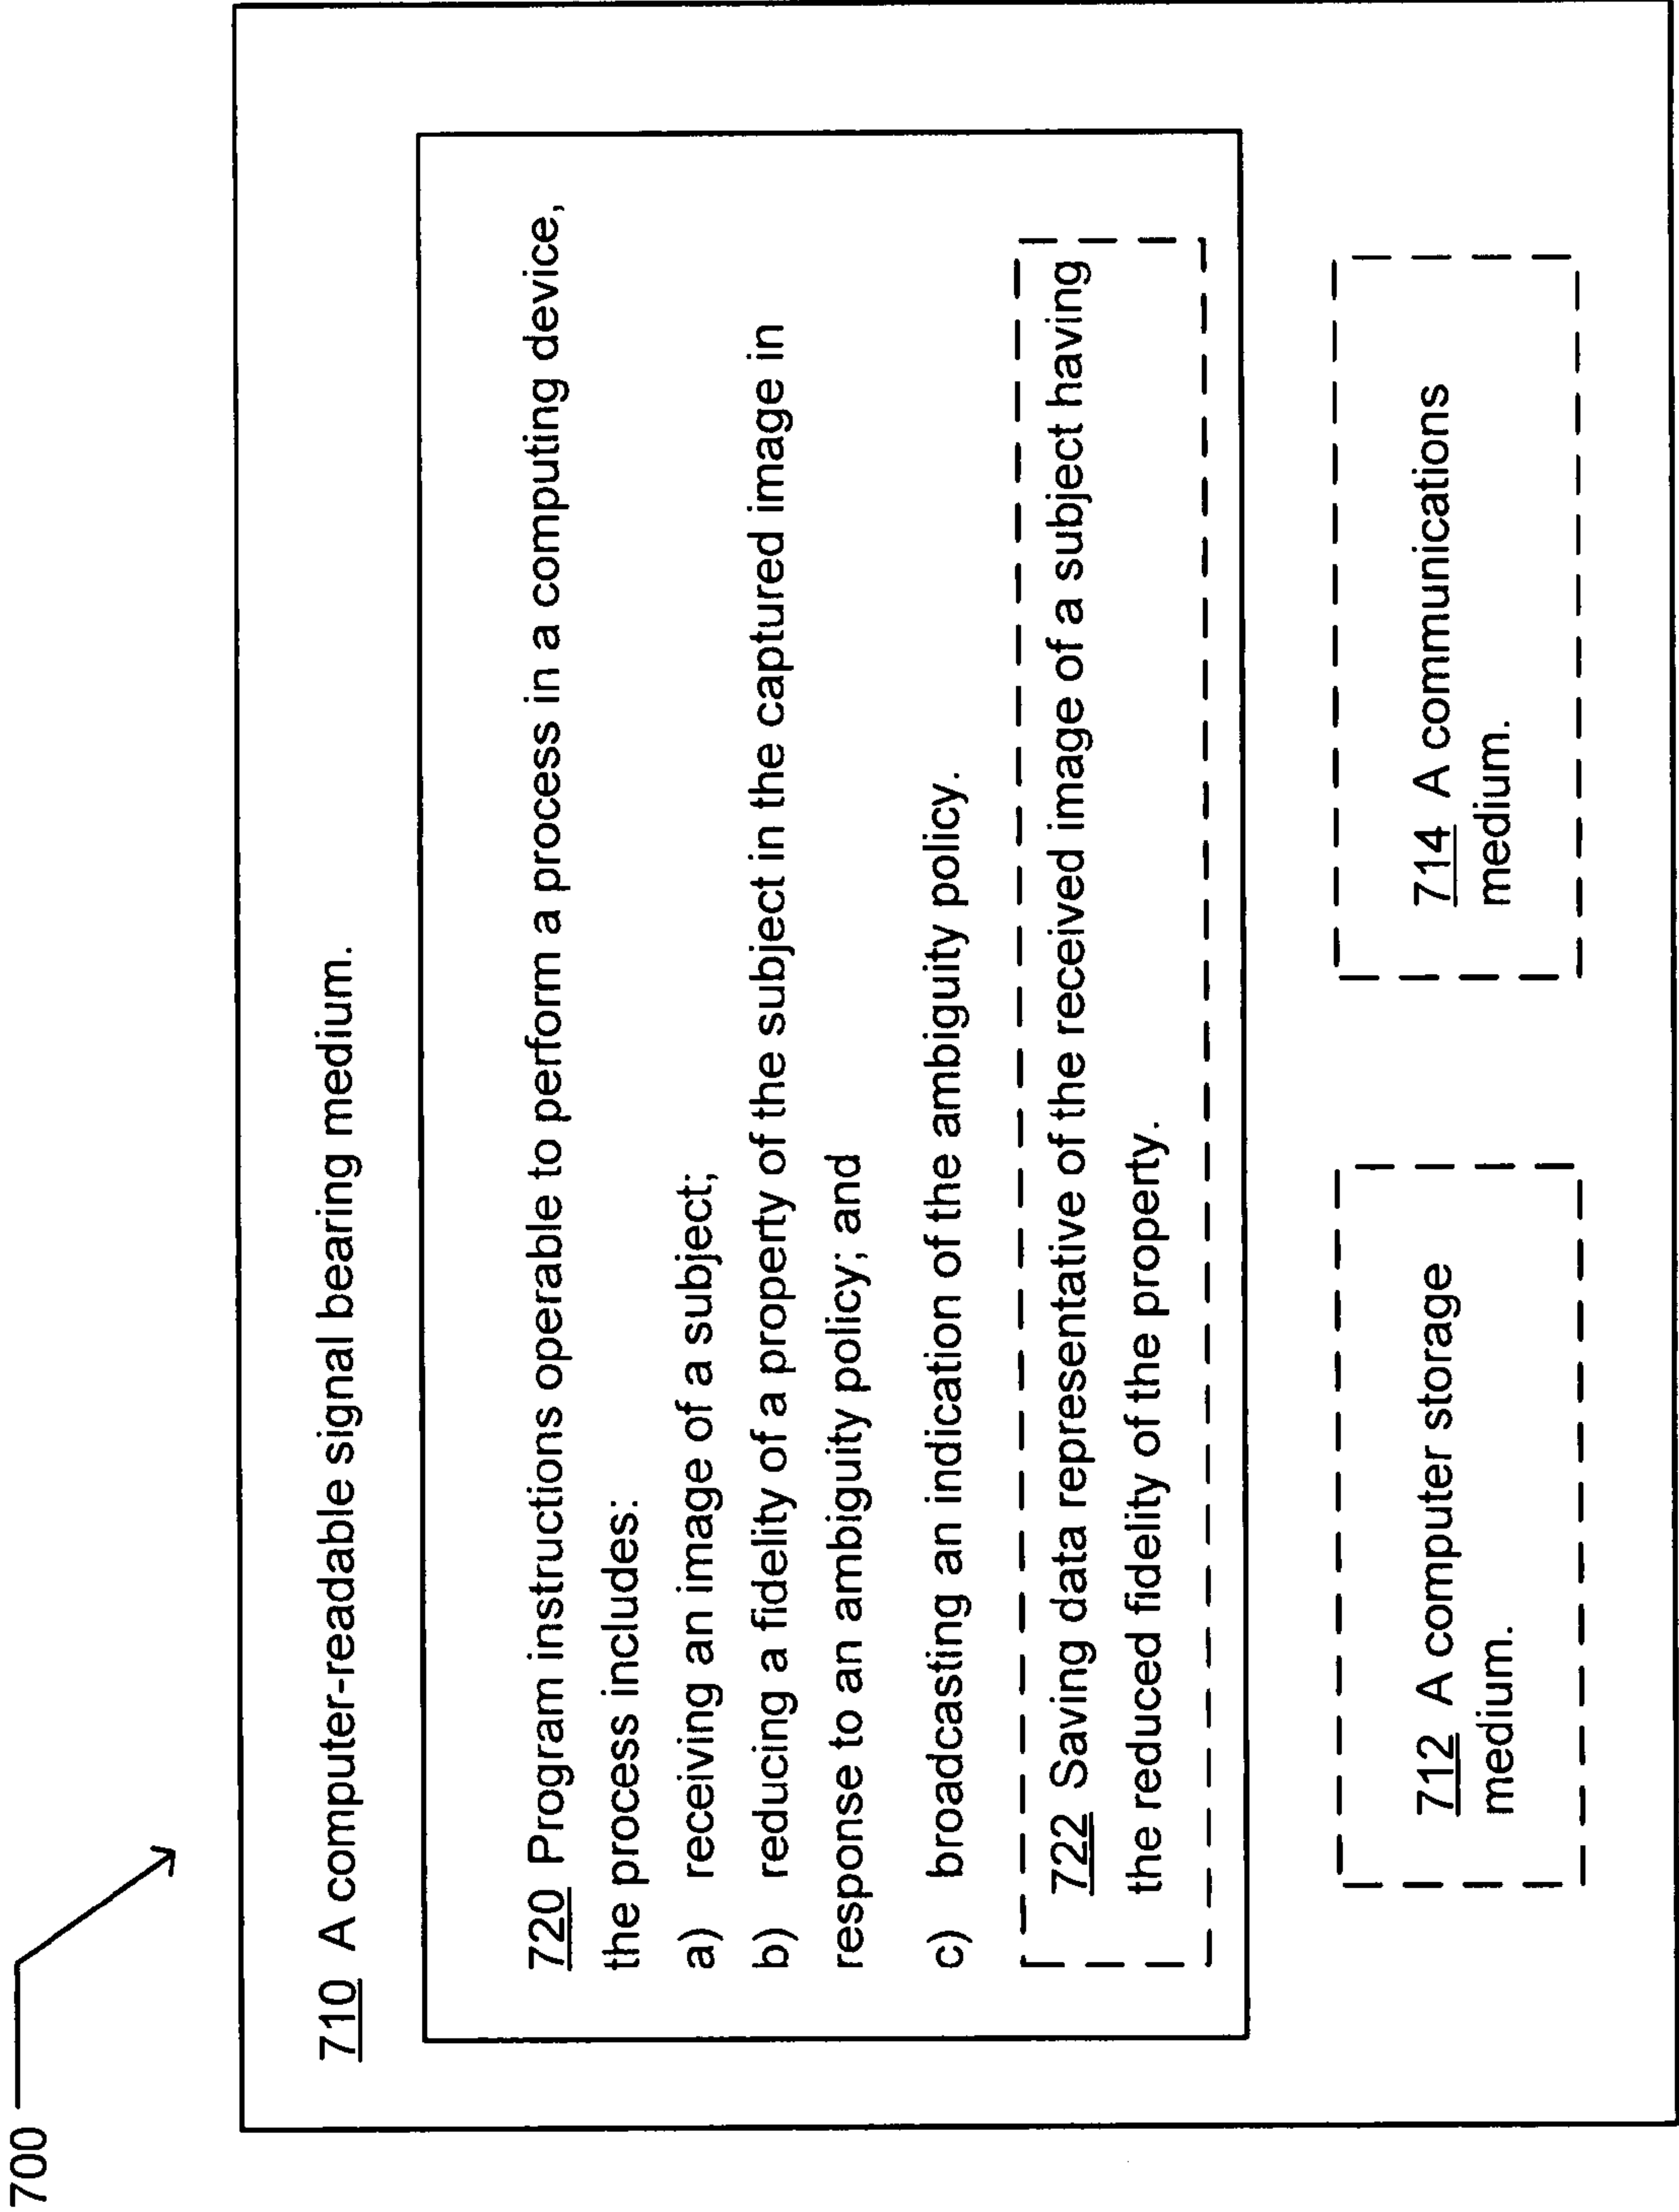 700
710 A computer-readable signal bearing medium.
720 Program instructions operable to perform a process in a computing device,
the process includes:
a) receiving an image of a subject;
b) reducing a fidelity of a property of the subject in the captured image in
response to an ambiguity policy; and
c) broadcasting an indication of the ambiguity policy.
722 Saving data representative of the received image of a subject having
the reduced fidelity of the property.
712 A computer storage
medium.
714 A communications
medium.